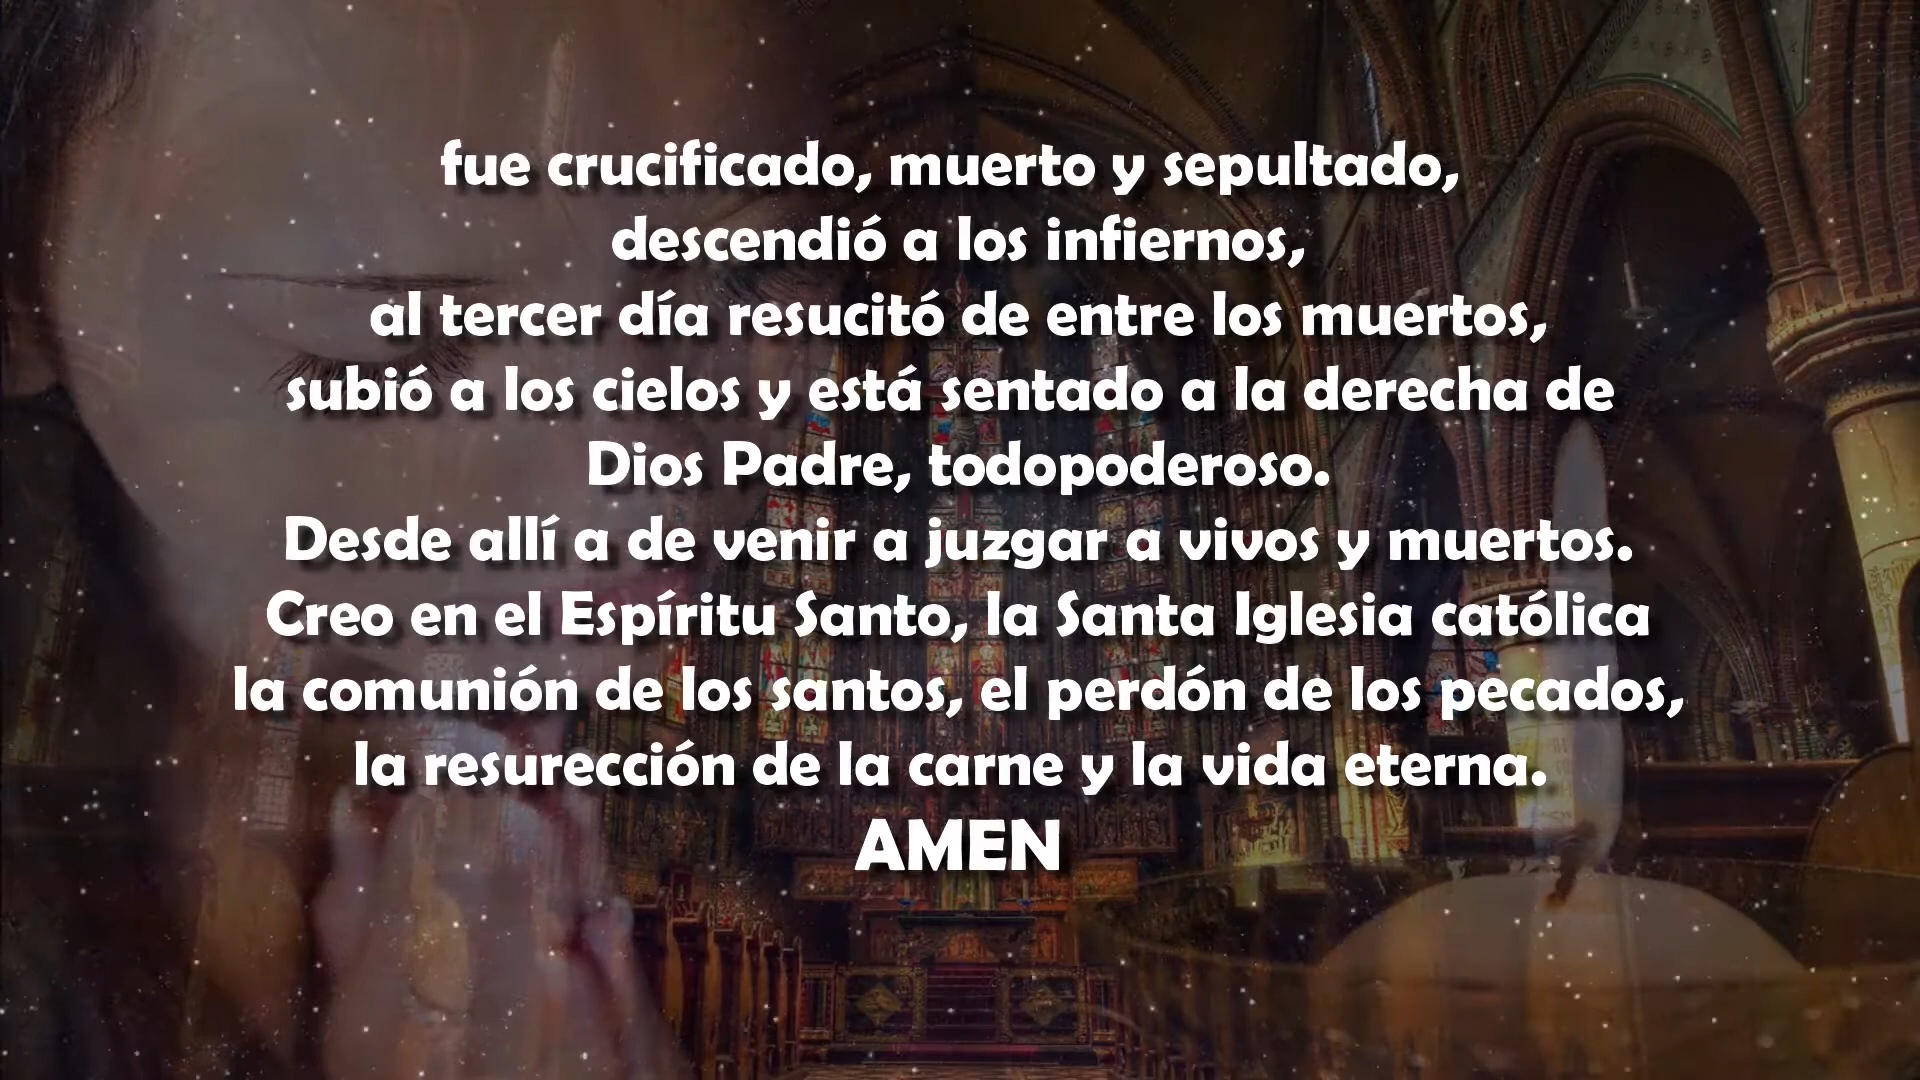 fue crucificado, muerto y sepultado,
descendió a los infiernos,
al tercer día resucitó de entre los muertos,
subió a los cielos y está sentado a la derecha de
Dios Padre, todopoderoso.
Desde allí a de venir a juzgar a vivos y muertos.
Creo en el Espíritu Santo, la Santa Iglesia católica
la comunión de los santos, el perdón de los pecados,
la resurección de la carne y la vida eterna.
AMEN